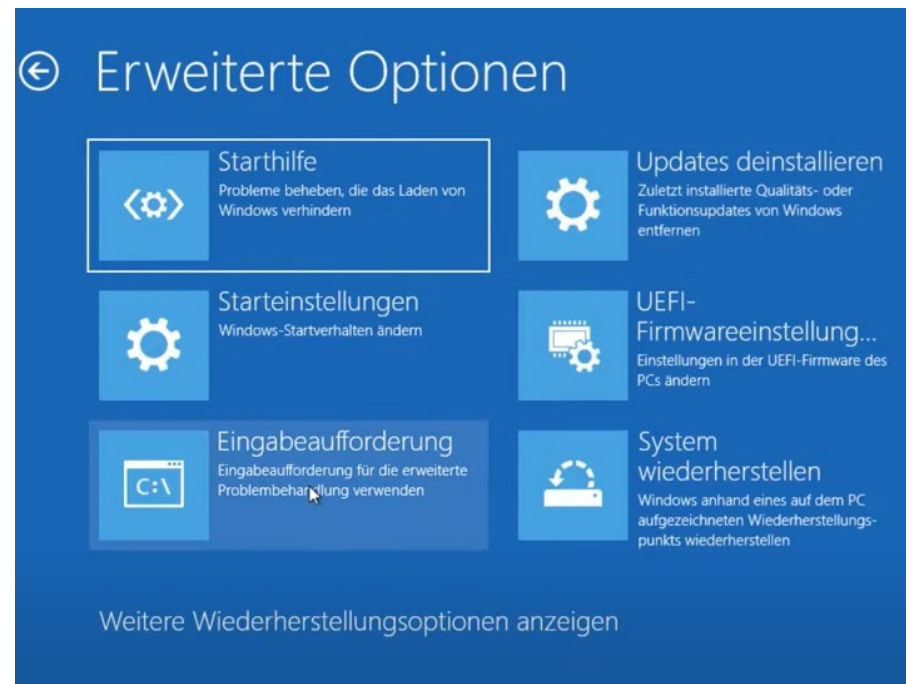 Erweiterte Optionen
Starthilfe
Probleme beheben, die das Laden von
Windows verhindern
Starteinstellungen
Windows-Startverhalten ändern
Eingabeaufforderung
Eingabeaufforderung für die erweiterte
Problembehandlung verwenden
C:\
Updates deinstallieren
Zuletzt installierte Qualitäts- oder
Funktionsupdates von Windows
entfernen
UEFI-
Firmwareeinstellung...
Einstellungen in der UEFI-Firmware des
PCs ändern
System
wiederherstellen
Windows anhand eines auf dem PC
aufgezeichneten Wiederherstellungs-
punkts wiederherstellen
Weitere Wiederherstellungsoptionen anzeigen